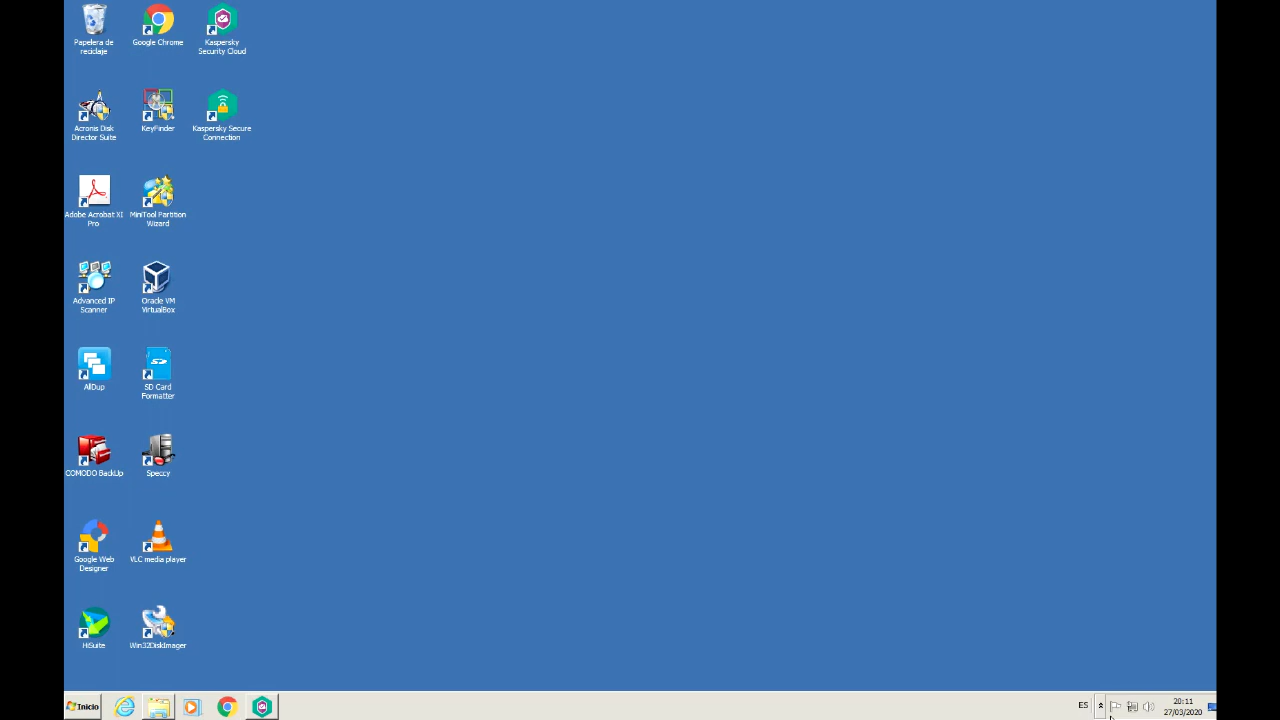 Papelera de
reciclaje
Google Chrome
Kaspersky
Security Cloud
Acronis Disk
Director Suite
KeyFinder
Kaspersky Secure
Connection
Adobe Acrobat XI
Pro
MiniTool Partition
Wizard
Advanced IP
Scanner
Oracle VM
VirtualBox
AllDup
SD Card
Formatter
COMODO BackUp
Speccy
Google Web
Designer
VLC media player
HiSuite
Win32DiskImager
Inicio
ES
20:11
27/03/2020